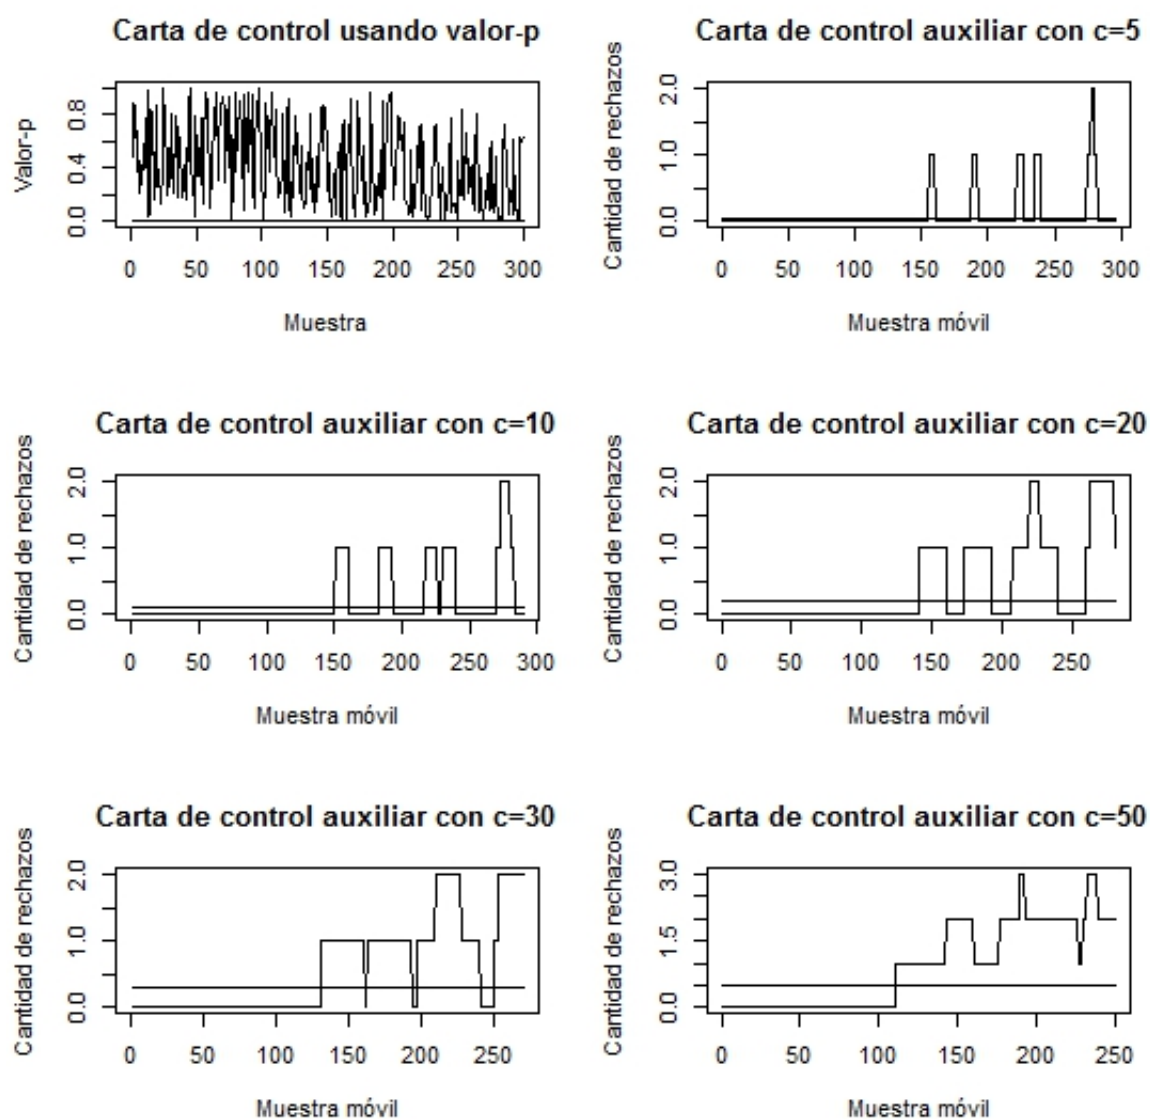 Carta de control usando valor-p
Valor-p
0.0 0.4 0.8
0 50 100 150 200 250 300
Muestra
Carta de control auxiliar con c=5
Cantidad de rechazos
0.0 1.0 2.0
0 50 100 150 200 250 300
Muestra móvil
Carta de control auxiliar con c=10
Cantidad de rechazos
0.0 1.0 2.0
0 50 100 150 200 250 300
Muestra móvil
Carta de control auxiliar con c=20
Cantidad de rechazos
0.0 1.0 2.0
0 50 100 150 200 250
Muestra móvil
Carta de control auxiliar con c=30
Cantidad de rechazos
0.0 1.0 2.0
0 50 100 150 200 250
Muestra móvil
Carta de control auxiliar con c=50
Cantidad de rechazos
0.0 1.5 3.0
0 50 100 150 200 250
Muestra móvil